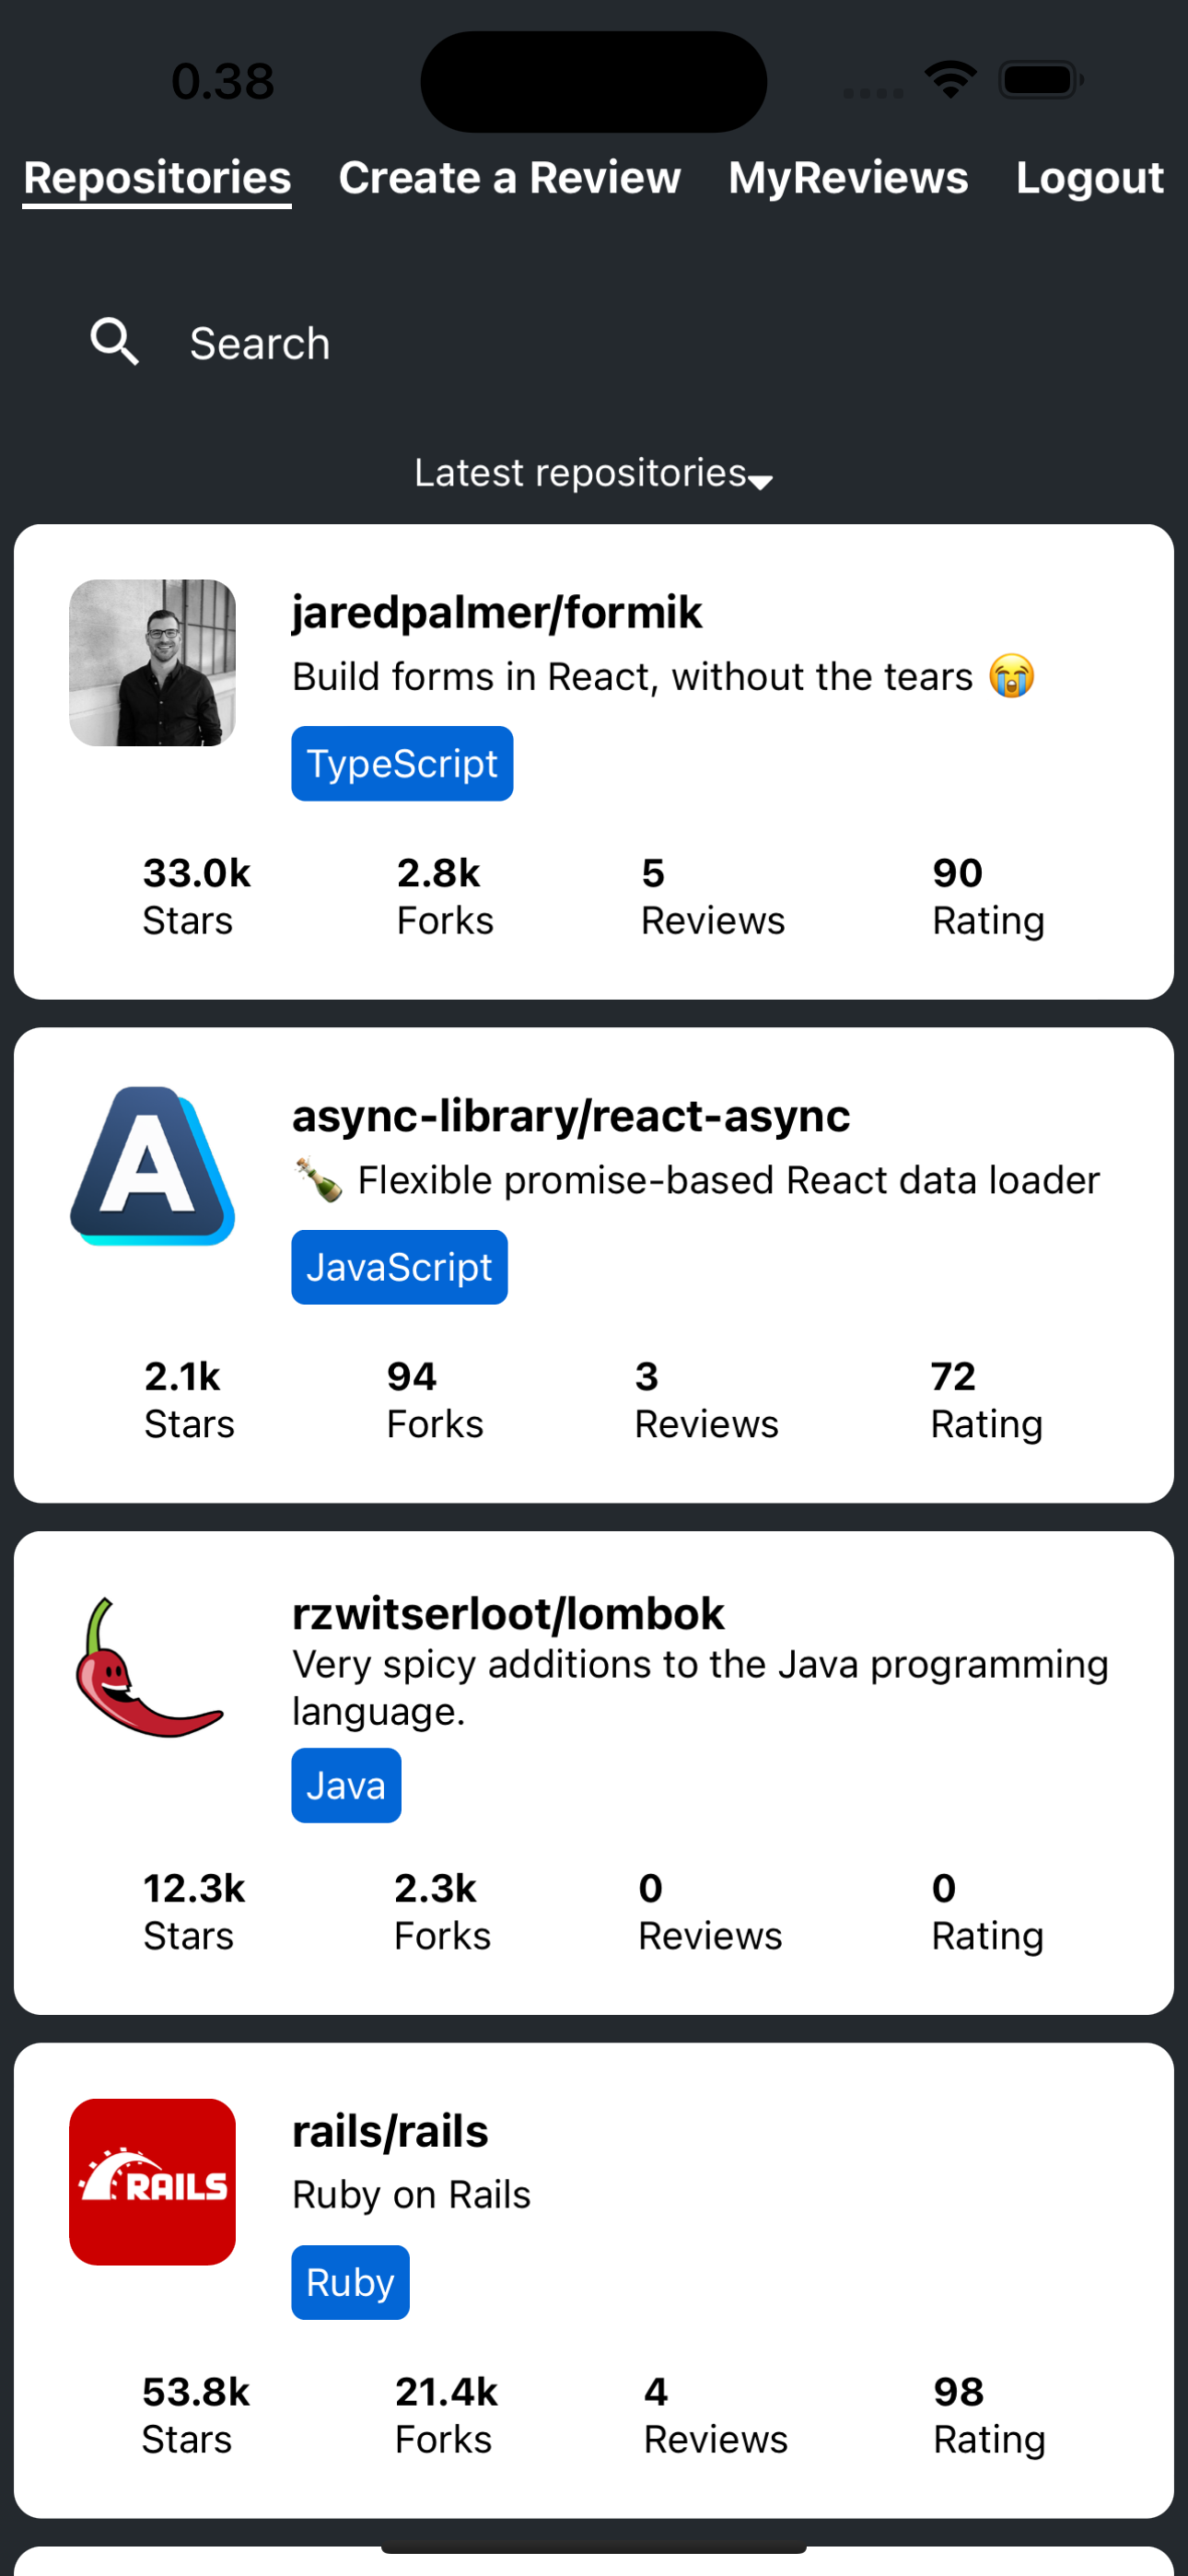 0.38
Repositories Create a Review MyReviews Logout
Search
Latest repositories
jaredpalmer/formik
Build forms in React, without the tears 😭
TypeScript
33.0k 2.8k 5 90
Stars Forks Reviews Rating
A
async-library/react-async
🍾 Flexible promise-based React data loader
JavaScript
2.1k 94 3 72
Stars Forks Reviews Rating
rzwitserloot/lombok
Very spicy additions to the Java programming
language.
Java
12.3k 2.3k 0 0
Stars Forks Reviews Rating
RAILS
rails/rails
Ruby on Rails
Ruby
53.8k 21.4k 4 98
Stars Forks Reviews Rating